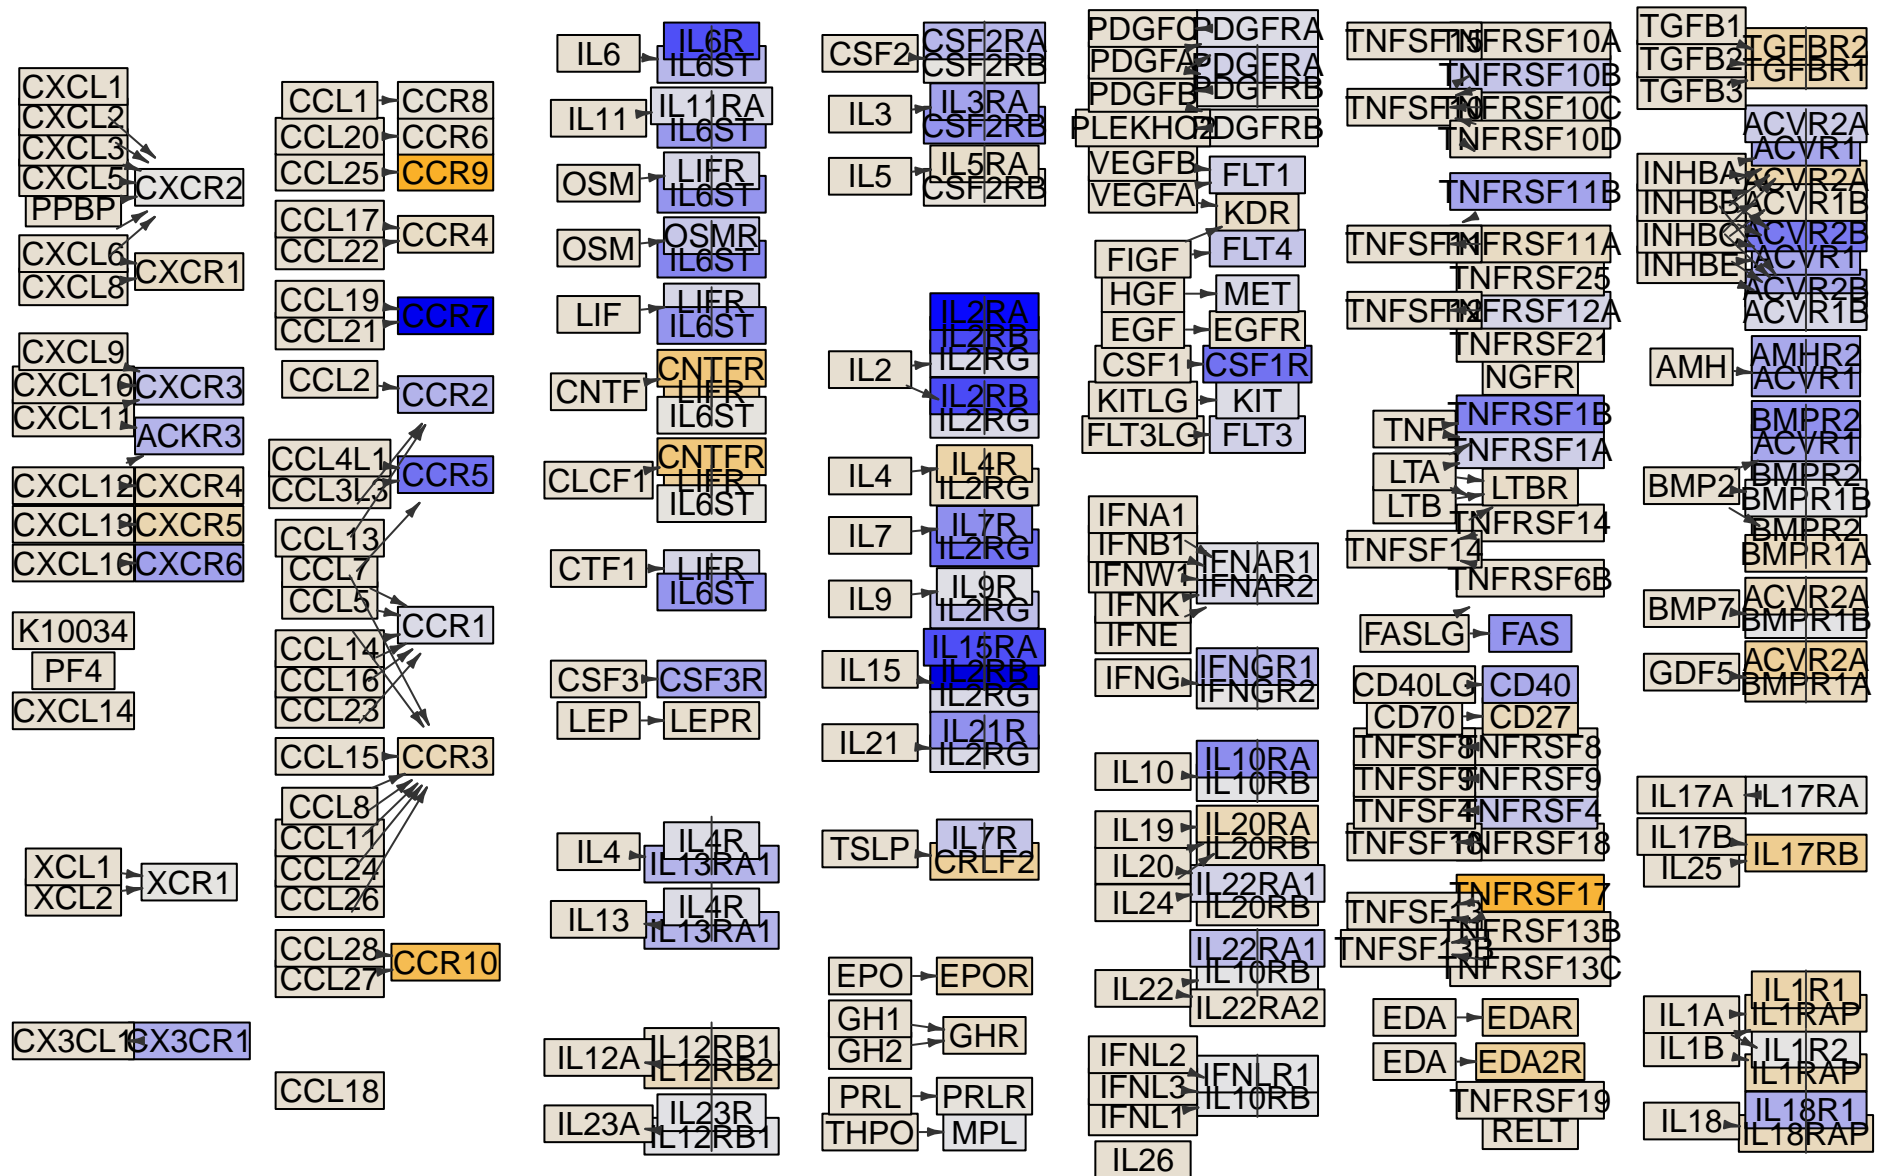 CXCL1
CXCL2
CXCL3
CXCL5
PPBP
CXCR2
CXCL6
CXCL8
CXCR1
CXCL9
CXCL10
CXCL11
CXCR3
ACKR3
CXCL12
CXCR4
CXCL13
CXCR5
CXCL16
CXCR6
K10034
PF4
CXCL14
XCL1
XCL2
XCR1
CX3CL1
CX3CR1
CCL1
CCR8
CCL20
CCR6
CCL25
CCR9
CCL17
CCL22
CCR4
CCL19
CCL21
CCR7
CCL2
CCR2
CCL4L1
CCL3L3
CCR5
CCL13
CCL7
CCL5
CCR1
CCL14
CCL16
CCL23
CCL15
CCR3
CCL8
CCL11
CCL24
CCL26
CCL28
CCL27
CCR10
CCL18
IL6
IL6R
IL6ST
IL11
IL11RA
IL6ST
OSM
LIFR
IL6ST
OSM
OSMR
IL6ST
LIF
LIFR
IL6ST
CNTF
CNTFR
LIFR
IL6ST
CLCF1
CNTFR
LIFR
IL6ST
CTF1
LIFR
IL6ST
CSF3
CSF3R
LEP
LEPR
IL4
IL4R
IL13RA1
IL13
IL4R
IL13RA1
IL12A
IL12RB1
IL12RB2
IL23A
IL23R
IL12RB1
CSF2
CSF2RA
CSF2RB
IL3
IL3RA
CSF2RB
IL5
IL5RA
CSF2RB
IL2
IL2RA
IL2RB
IL2RG
IL2RB
IL2RG
IL4
IL4R
IL2RG
IL7
IL7R
IL2RG
IL9
IL9R
IL2RG
IL15
IL15RA
IL2RB
IL2RG
IL21
IL21R
IL2RG
TSLP
IL7R
CRLF2
EPO
EPOR
GH1
GH2
GHR
PRL
PRLR
THPO
MPL
PDGFC
PDGFRA
PDGFA
PDGFRA
PDGFB
PDGFRB
PLEKHO2
PDGFRB
VEGFB
VEGFA
FLT1
KDR
FIGF
FLT4
HGF
MET
EGF
EGFR
CSF1
CSF1R
KITLG
KIT
FLT3LG
FLT3
IFNA1
IFNB1
IFNW1
IFNK
IFNE
IFNAR1
IFNAR2
IFNG
IFNGR1
IFNGR2
IL10
IL10RA
IL10RB
IL19
IL20RA
IL20RB
IL20
IL24
IL22RA1
IL20RB
IL22
IL22RA1
IL10RB
IL22RA2
IFNL2
IFNL3
IFNL1
IFNLR1
IL10RB
IL26
TNFSF15
TNFRSF10A
TNFRSF10B
TNFSF10
TNFRSF10C
TNFRSF10D
TNFRSF11B
TNFSF11
TNFRSF11A
TNFRSF25
TNFSF12
TNFRSF12A
TNFRSF21
NGFR
TNF
TNFRSF1B
TNFRSF1A
LTA
LTB
LTBR
TNFRSF14
TNFSF14
TNFRSF6B
FASLG
FAS
CD40LG
CD40
CD70
CD27
TNFSF8
TNFRSF8
TNFSF9
TNFRSF9
TNFSF4
TNFRSF4
TNFSF18
TNFRSF18
TNFRSF17
TNFSF13
TNFRSF13B
TNFSF13B
TNFRSF13C
EDA
EDAR
EDA
EDA2R
TNFRSF19
RELT
TGFB1
TGFB2
TGFB3
TGFBR2
TGFBR1
ACVR2A
ACVR1
INHBA
INHBB
INHBC
INHBE
ACVR2A
ACVR1B
ACVR2B
ACVR1
ACVR2B
ACVR1B
AMH
AMHR2
ACVR1
BMP2
BMPR2
ACVR1
BMPR2
BMPR1B
BMPR2
BMPR1A
BMP7
ACVR2A
BMPR1B
GDF5
ACVR2A
BMPR1A
IL17A
IL17RA
IL17B
IL25
IL17RB
IL1A
IL1B
IL1R1
IL1RAP
IL1R2
IL1RAP
IL18
IL18R1
IL18RAP